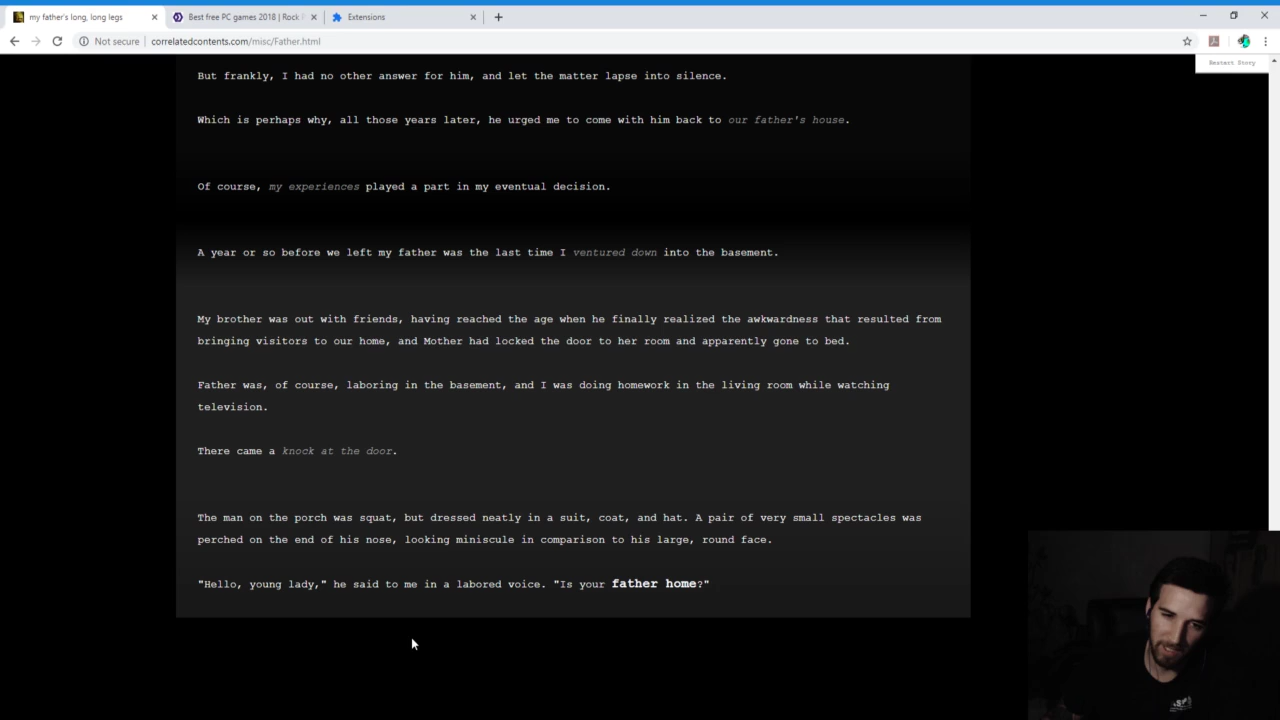 my father's long, long legs
Best free PC games 2018 | Rock
Extensions
Not secure | correlatedcontents.com/misc/Father.html
Restart Story
But frankly, I had no other answer for him, and let the matter lapse into silence.
Which is perhaps why, all those years later, he urged me to come with him back to our father's house.
Of course, my experiences played a part in my eventual decision.
A year or so before we left my father was the last time I ventured down into the basement.
My brother was out with friends, having reached the age when he finally realized the awkwardness that resulted from
bringing visitors to our home, and Mother had locked the door to her room and apparently gone to bed.
Father was, of course, laboring in the basement, and I was doing homework in the living room while watching
television.
There came a knock at the door.
The man on the porch was squat, but dressed neatly in a suit, coat, and hat. A pair of very small spectacles was
perched on the end of his nose, looking miniscule in comparison to his large, round face.
"Hello, young lady," he said to me in a labored voice. "Is your father home?"